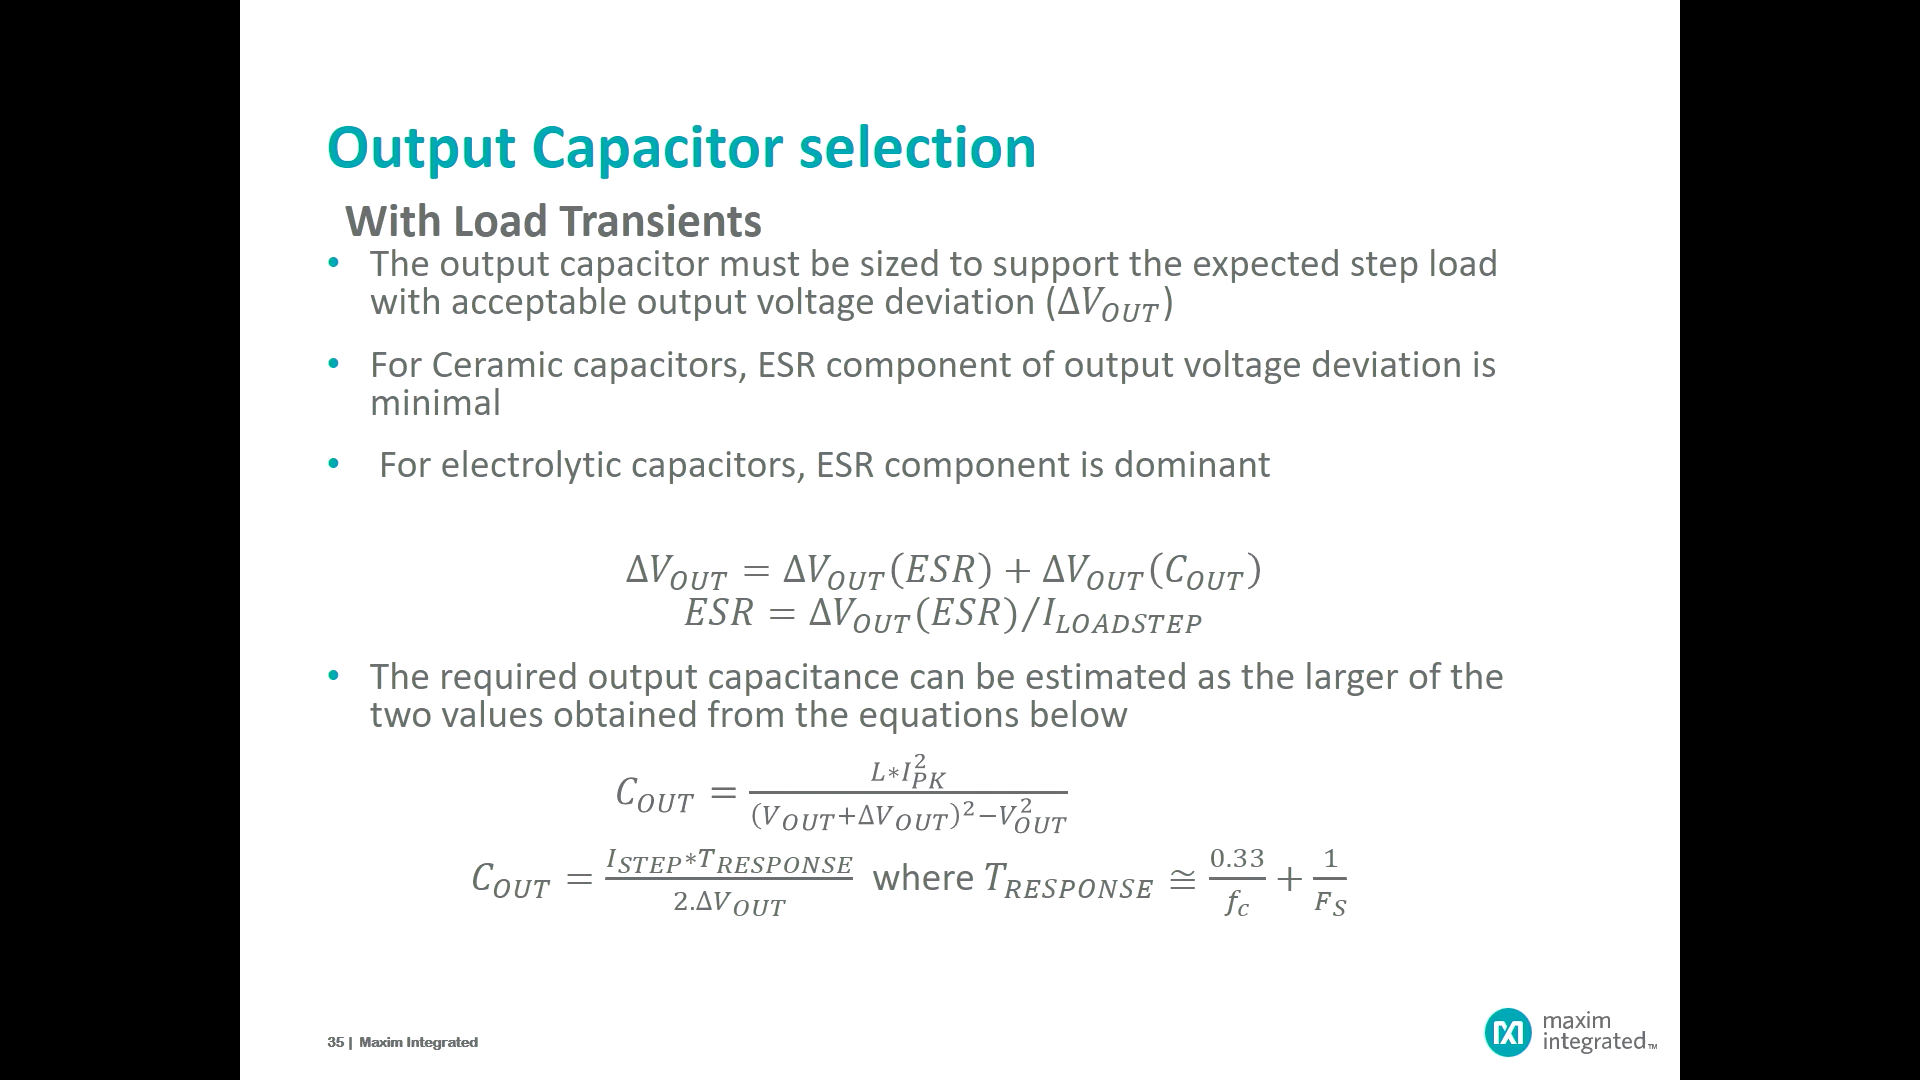 Output Capacitor selection
With Load Transients
• The output capacitor must be sized to support the expected step load
with acceptable output voltage deviation (ΔV_OUT)
• For Ceramic capacitors, ESR component of output voltage deviation is
minimal
• For electrolytic capacitors, ESR component is dominant
ΔV_OUT = ΔV_OUT(ESR) + ΔV_OUT(C_OUT)
ESR = ΔV_OUT(ESR)/I_LOADSTEP
• The required output capacitance can be estimated as the larger of the
two values obtained from the equations below
C_OUT = L*I_PK^2 / ((V_OUT+ΔV_OUT)^2−V_OUT^2)
C_OUT = I_STEP*T_RESPONSE / 2.ΔV_OUT where T_RESPONSE ≅ 0.33/f_c + 1/F_S
35 | Maxim Integrated
maxim
integrated™